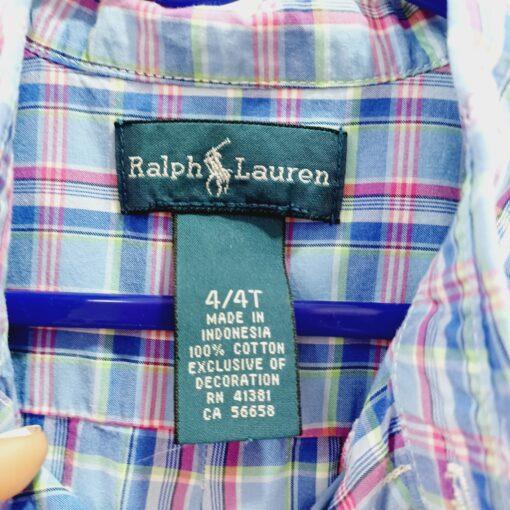 Ralph Lauren
4/4T
MADE IN
INDONESIA
100% COTTON
EXCLUSIVE OF
DECORATION
RN 41381
CA 56658